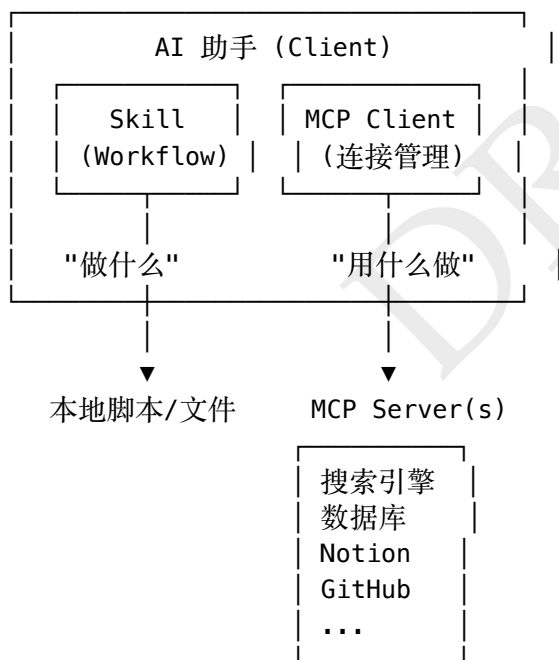 AI 助手 (Client)
Skill MCP Client
(Workflow) (连接管理)
"做什么" "用什么做"
本地脚本/文件 MCP Server(s)
搜索引擎
数据库
Notion
GitHub
...